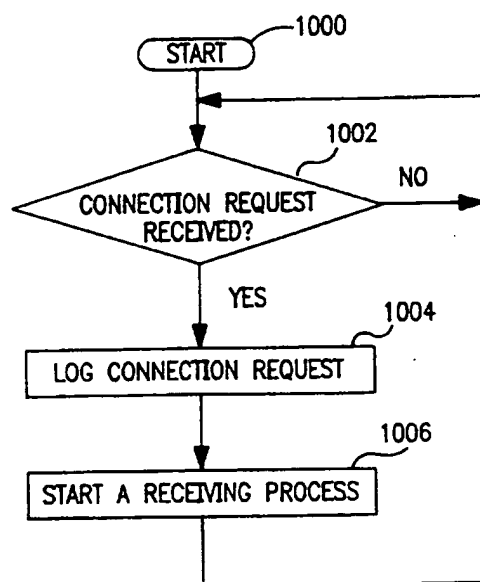 1000
START
1002
CONNECTION REQUEST
RECEIVED?
NO
YES
1004
LOG CONNECTION REQUEST
1006
START A RECEIVING PROCESS